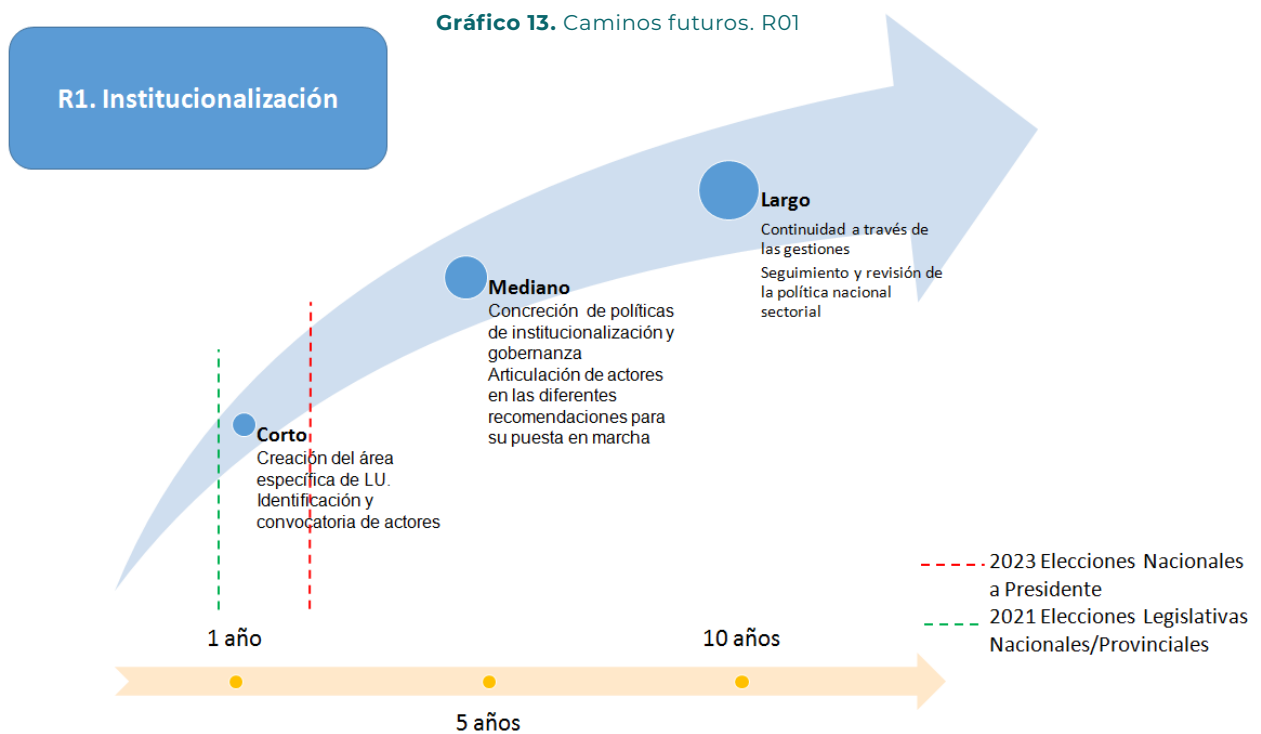 Gráfico 13. Caminos futuros. R01
R1. Institucionalización
Largo
Continuidad a través de
las gestiones
Seguimiento y revisión de
la política nacional
sectorial
Mediano
Concreción de políticas
de institucionalización y
gobernanza
Articulación de actores
en las diferentes
recomendaciones para
su puesta en marcha
Corto
Creación del área
específica de LU.
Identificación y
convocatoria de actores
2023 Elecciones Nacionales
a Presidente
2021 Elecciones Legislativas
Nacionales/Provinciales
1 año
10 años
5 años